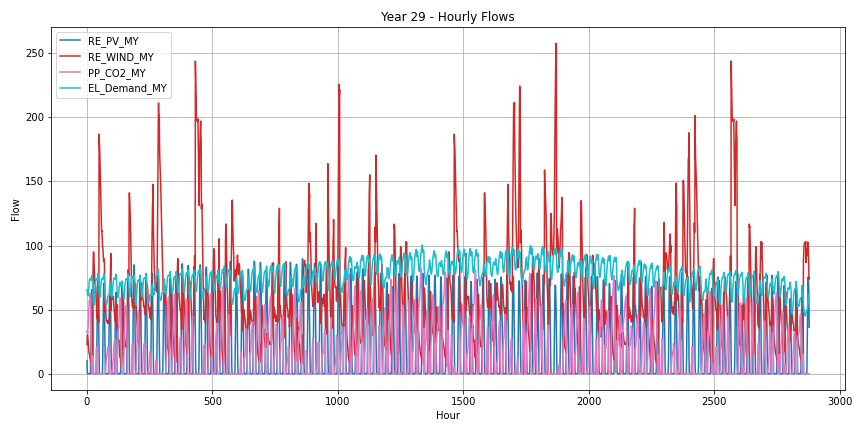 Year 29 - Hourly Flows
RE_PV_MY
RE_WIND_MY
PP_CO2_MY
EL_Demand_MY
Flow
250
200
150
100
50
0
0 500 1000 1500 2000 2500 3000
Hour